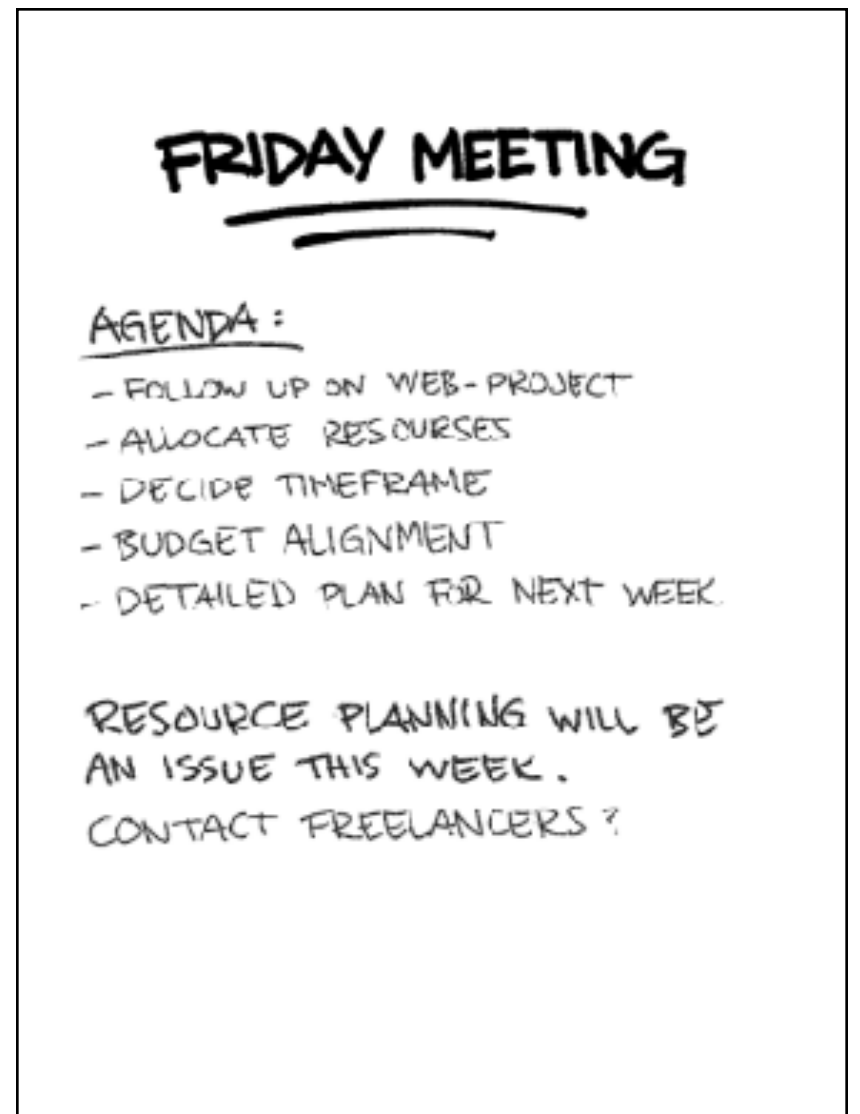 FRIDAY MEETING
AGENDA:
- FOLLOW UP ON WEB-PROJECT
- ALLOCATE RESOURSES
- DECIDE TIMEFRAME
- BUDGET ALIGNMENT
- DETAILED PLAN FOR NEXT WEEK
RESOURCE PLANNING WILL BE
AN ISSUE THIS WEEK.
CONTACT FREELANCERS?